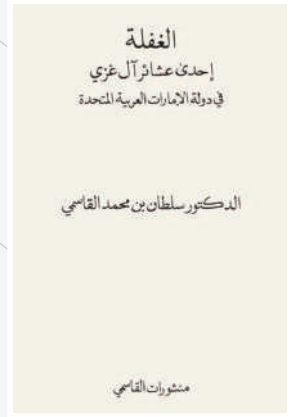 الغفلة
إحدى عشائر آل غزي
في دولة الإمارات العربية المتحدة
الدكتور سلطان بن محمد القاسمي
منشورات القاسمي